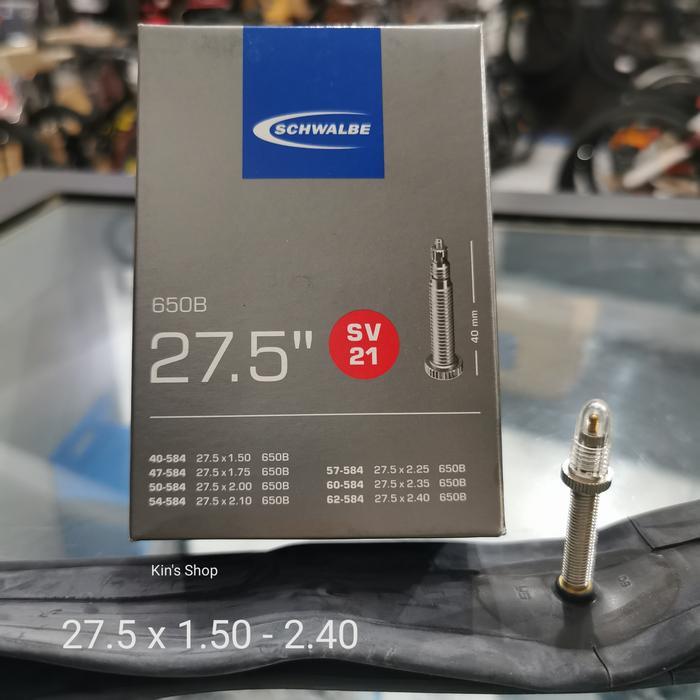 SCHWALBE
650B
27.5"
SV
21
40 mm
40-584 27.5 x 1.50 650B
47-584 27.5 x 1.75 650B
50-584 27.5 x 2.00 650B
54-584 27.5 x 2.10 650B
57-584 27.5 x 2.25 650B
60-584 27.5 x 2.35 650B
62-584 27.5 x 2.40 650B
Kin's Shop
27.5 x 1.50 - 2.40